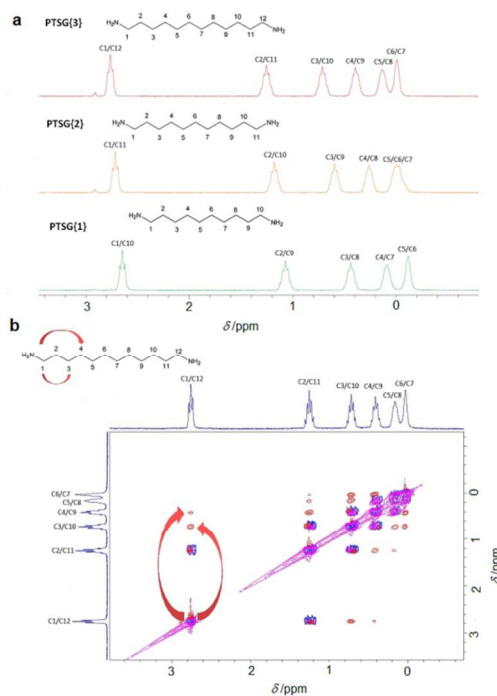 a
PTSG{3}
H₂N 2 4 6 8 10 12
1 3 5 7 9 11 NH₂
C1/C12 C2/C11 C3/C10 C4/C9 C5/C8 C6/C7
PTSG{2}
H₂N 2 4 6 8 10 NH₂
1 3 5 7 9 11
C1/C11 C2/C10 C3/C9 C4/C8 C5/C6/C7
PTSG{1}
H₂N 2 4 6 8 10
1 3 5 7 9 NH₂
C1/C10 C2/C9 C3/C8 C4/C7 C5/C6
3 2 1 0
δ /ppm
b
H₂N 2 4 6 8 10 12
1 3 5 7 9 11 NH₂
C1/C12 C2/C11 C3/C10 C4/C9 C5/C8 C6/C7
C6/C7
C5/C8
C4/C9
C3/C10
C2/C11
C1/C12
0
1
2
3
δ /ppm
3 2 1 0
δ /ppm